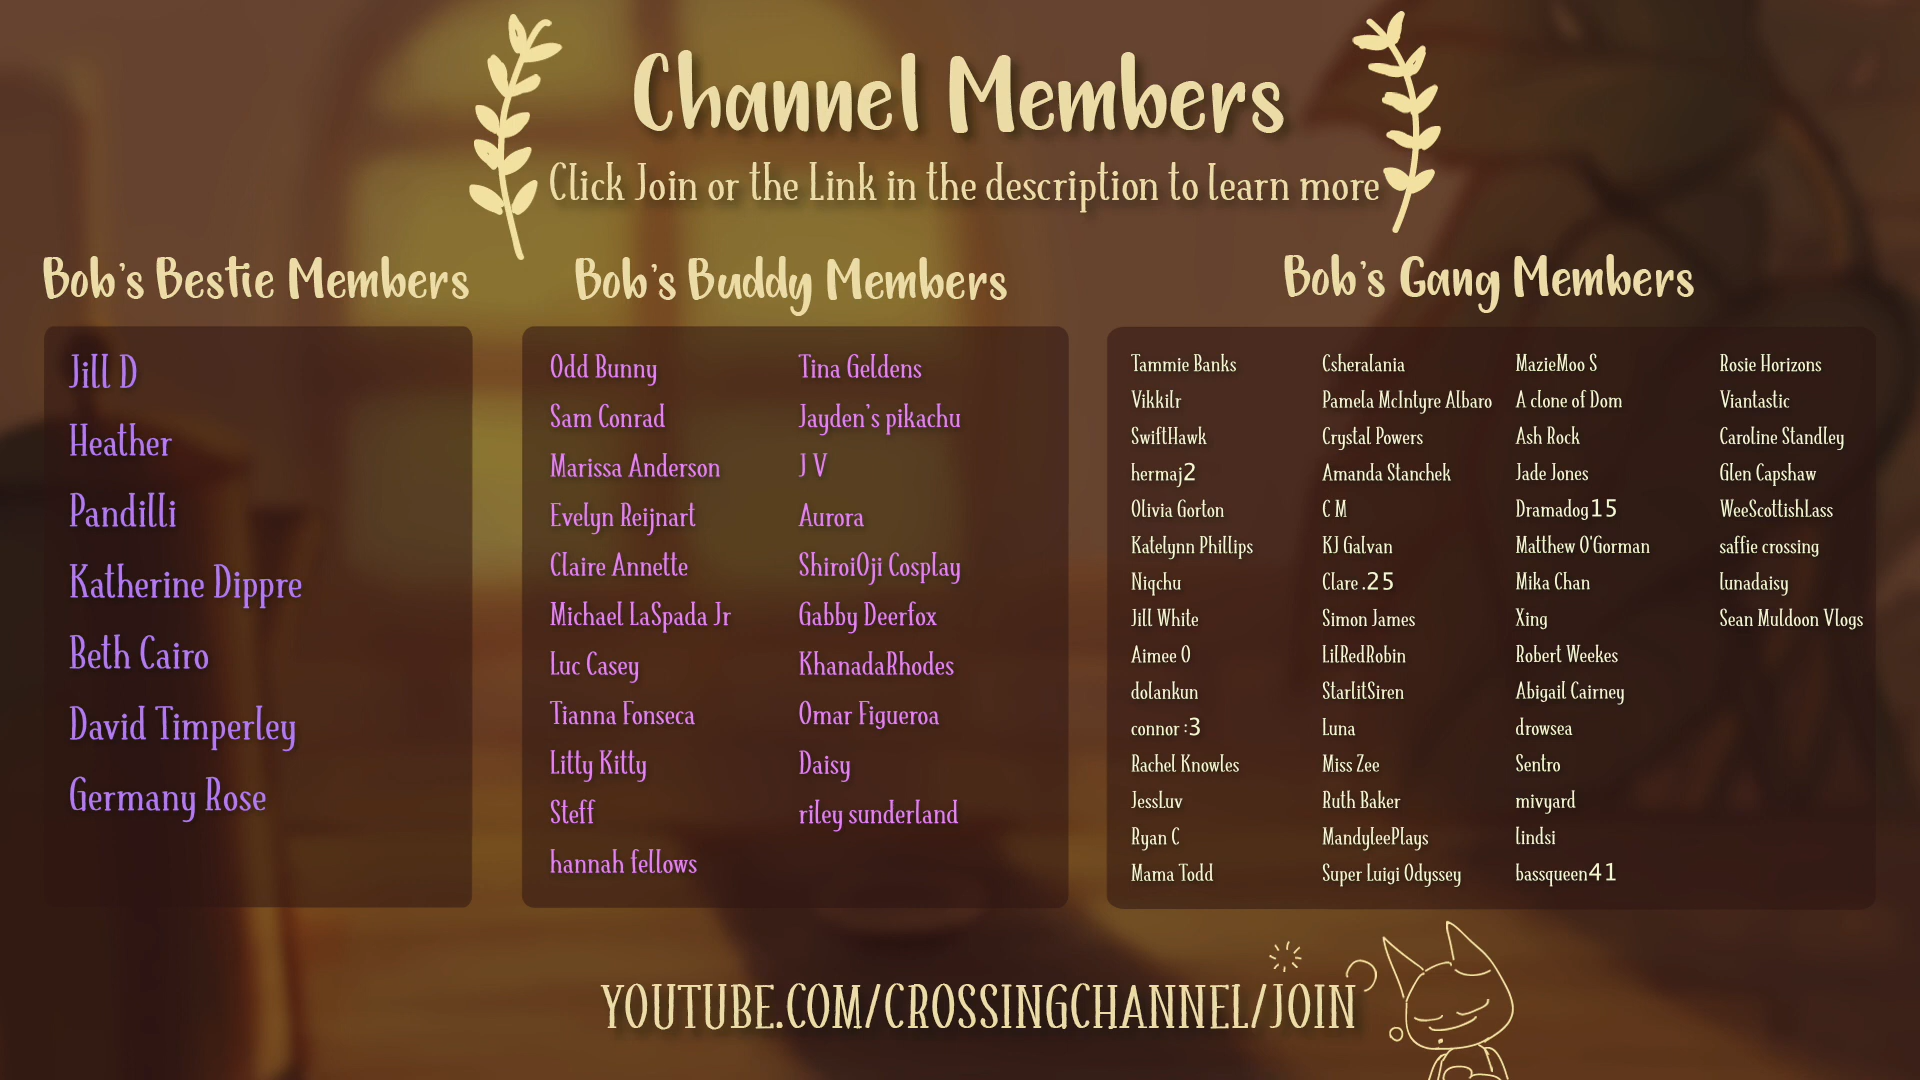 Channel Members
Click Join or the Link in the description to learn more
Bob's Bestie Members
Jill D
Heather
Pandilli
Katherine Dippre
Beth Cairo
David Timperley
Germany Rose
Bob's Buddy Members
Odd Bunny
Sam Conrad
Marissa Anderson
Evelyn Reijnart
Claire Annette
Michael LaSpada Jr
Luc Casey
Tianna Fonseca
Litty Kitty
Steff
hannah fellows
Tina Geldens
Jayden's pikachu
J V
Aurora
ShiroiOji Cosplay
Gabby Deerfox
KhanadaRhodes
Omar Figueroa
Daisy
riley sunderland
Bob's Gang Members
Tammie Banks
Vikkilr
SwiftHawk
hermaj2
Olivia Gorton
Katelynn Phillips
Niqchu
Jill White
Aimee O
dolankun
connor :3
Rachel Knowles
JessLuv
Ryan C
Mama Todd
Csheralania
Pamela McIntyre Albaro
Crystal Powers
Amanda Stanchek
C M
KJ Galvan
Clare .25
Simon James
LilRedRobin
StarlitSiren
Luna
Miss Zee
Ruth Baker
MandyleePlays
Super Luigi Odyssey
MazieMoo S
A clone of Dom
Ash Rock
Jade Jones
Dramadog15
Matthew O'Gorman
Mika Chan
Xing
Robert Weekes
Abigail Cairney
drowsea
Sentro
mivyard
lindsi
bassqueen41
Rosie Horizons
Viantastic
Caroline Standley
Glen Capshaw
WeeScottishLass
saffie crossing
lunadaisy
Sean Muldoon Vlogs
YOUTUBE.COM/CROSSINGCHANNEL/JOIN